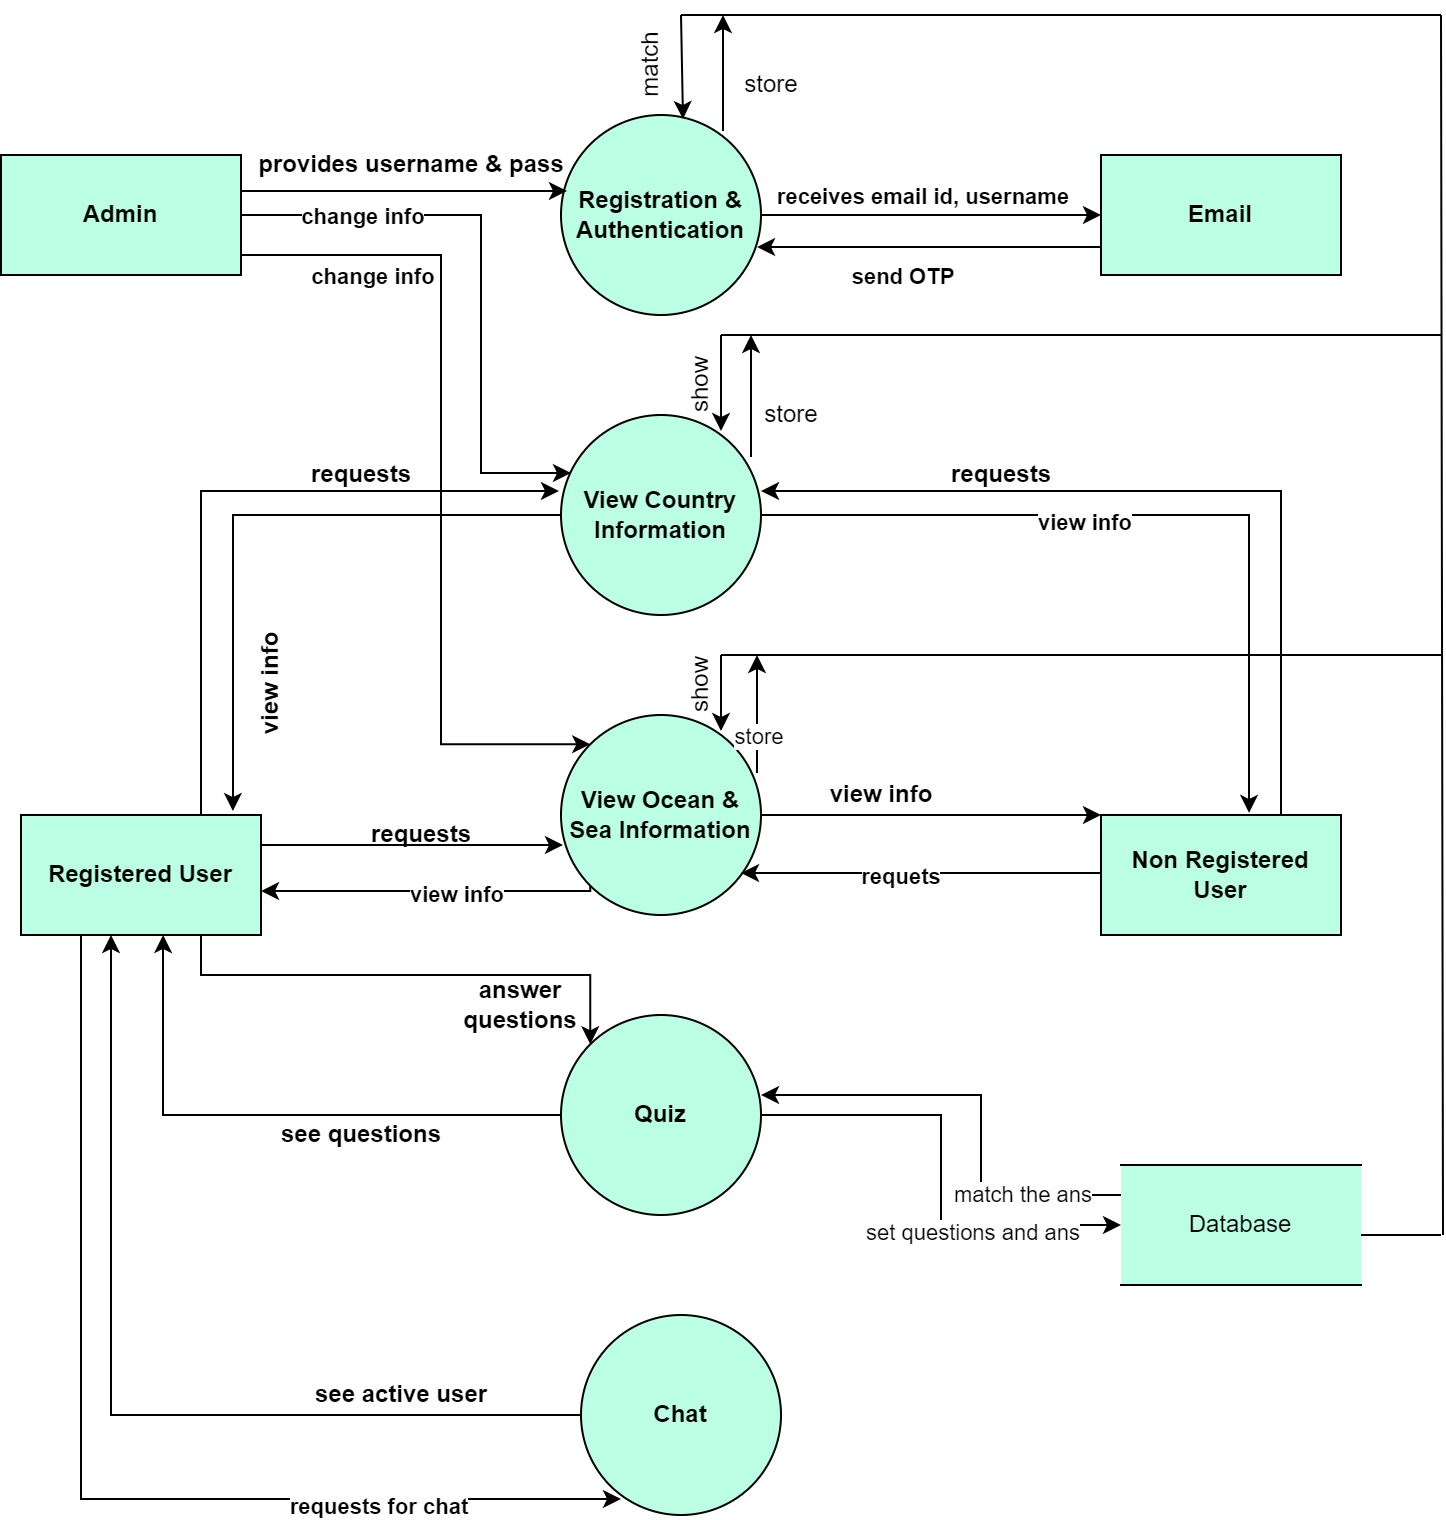 match
store
provides username & pass
Admin
change info
change info
Registration &
Authentication
receives email id, username
Email
send OTP
show
store
requests
View Country
Information
requests
view info
view info
show
store
View Ocean &
Sea Information
view info
requests
Registered User
view info
requets
Non Registered
User
answer
questions
Quiz
see questions
match the ans
set questions and ans
Database
see active user
Chat
requests for chat